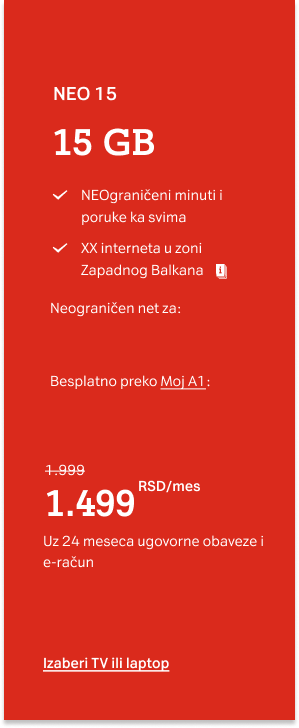 NEO 15
15 GB
NEOgraničeni minuti i
poruke ka svima
XX interneta u zoni
Zapadnog Balkana
Neograničen net za:
Besplatno preko Moj A1:
1.999
1.499 RSD/mes
Uz 24 meseca ugovorne obaveze i
e-račun
Izaberi TV ili laptop